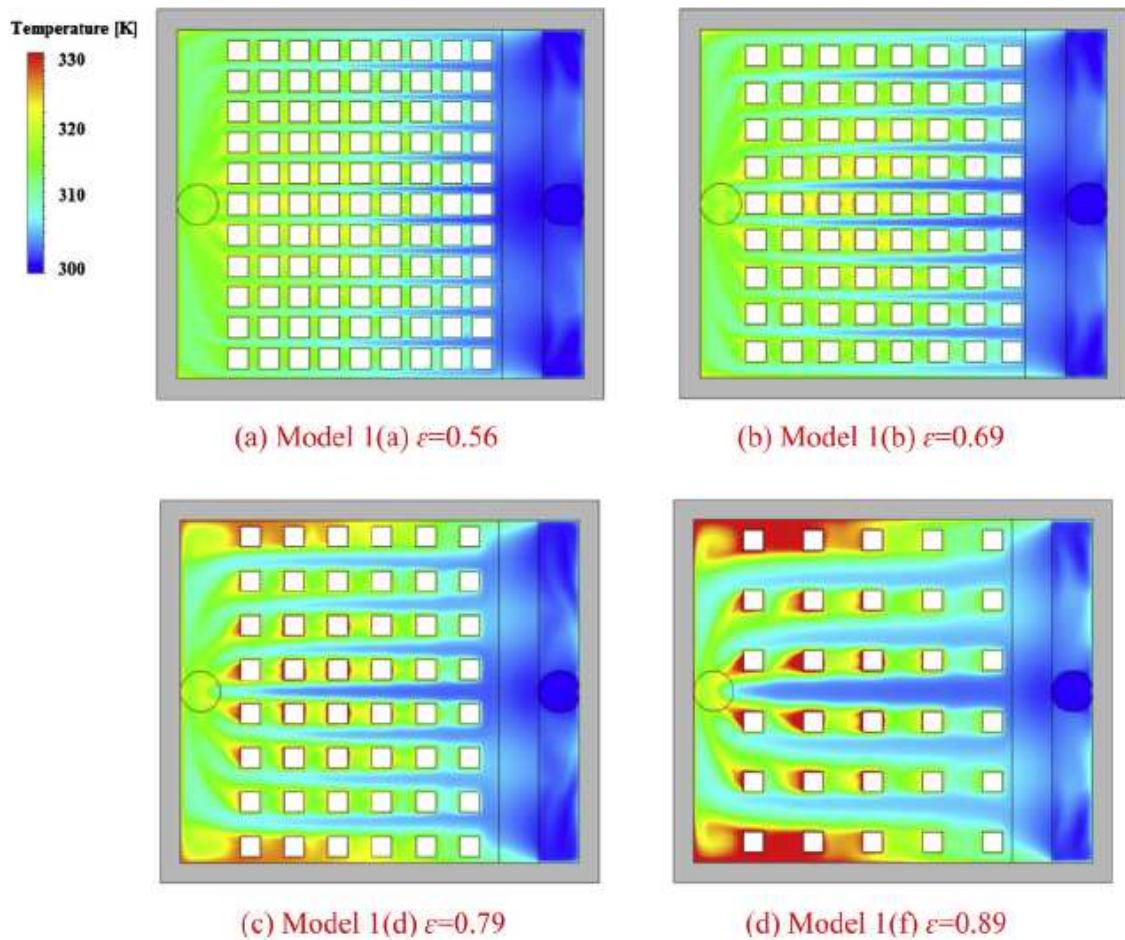 Temperature [K]
330
320
310
300
(a) Model 1(a) ε=0.56
(b) Model 1(b) ε=0.69
(c) Model 1(d) ε=0.79
(d) Model 1(f) ε=0.89